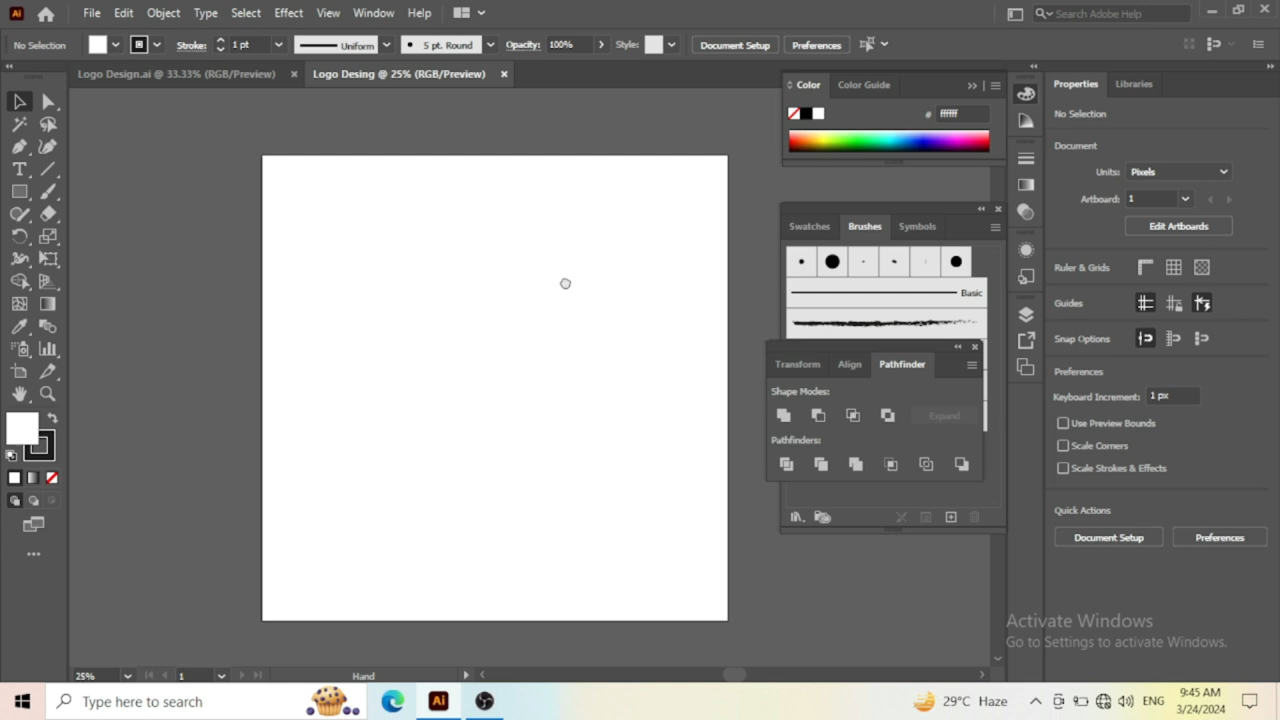 Ai File Edit Object Type Select Effect View Window Help Search Adobe Help
No Selection Stroke: 1 pt Uniform 5 pt. Round Opacity: 100% Style: Document Setup Preferences
Logo Design.ai @ 33.33% (RGB/Preview) × Logo Desing @ 25% (RGB/Preview) ×
Color Color Guide
# ffffff
Swatches Brushes Symbols
Basic
Transform Align Pathfinder
Shape Modes:
Expand
Pathfinders:
Properties Libraries
No Selection
Document
Units: Pixels
Artboard: 1
Edit Artboards
Ruler & Grids
Guides
Snap Options
Preferences
Keyboard Increment: 1 px
Use Preview Bounds
Scale Corners
Scale Strokes & Effects
Quick Actions
Document Setup Preferences
Activate Windows
Go to Settings to activate Windows.
25% 1 Hand
Type here to search Ai 29°C Haze ENG 9:45 AM
3/24/2024